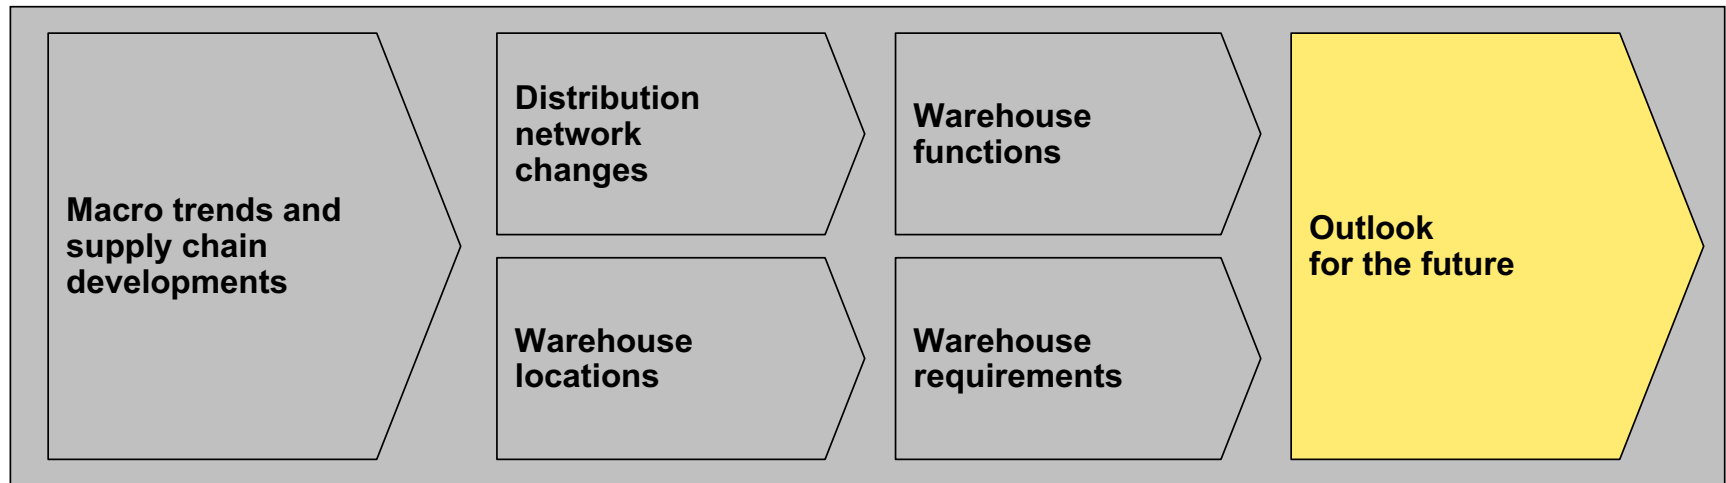 Macro trends and
supply chain
developments
Distribution
network
changes
Warehouse
locations
Warehouse
functions
Warehouse
requirements
Outlook
for the future